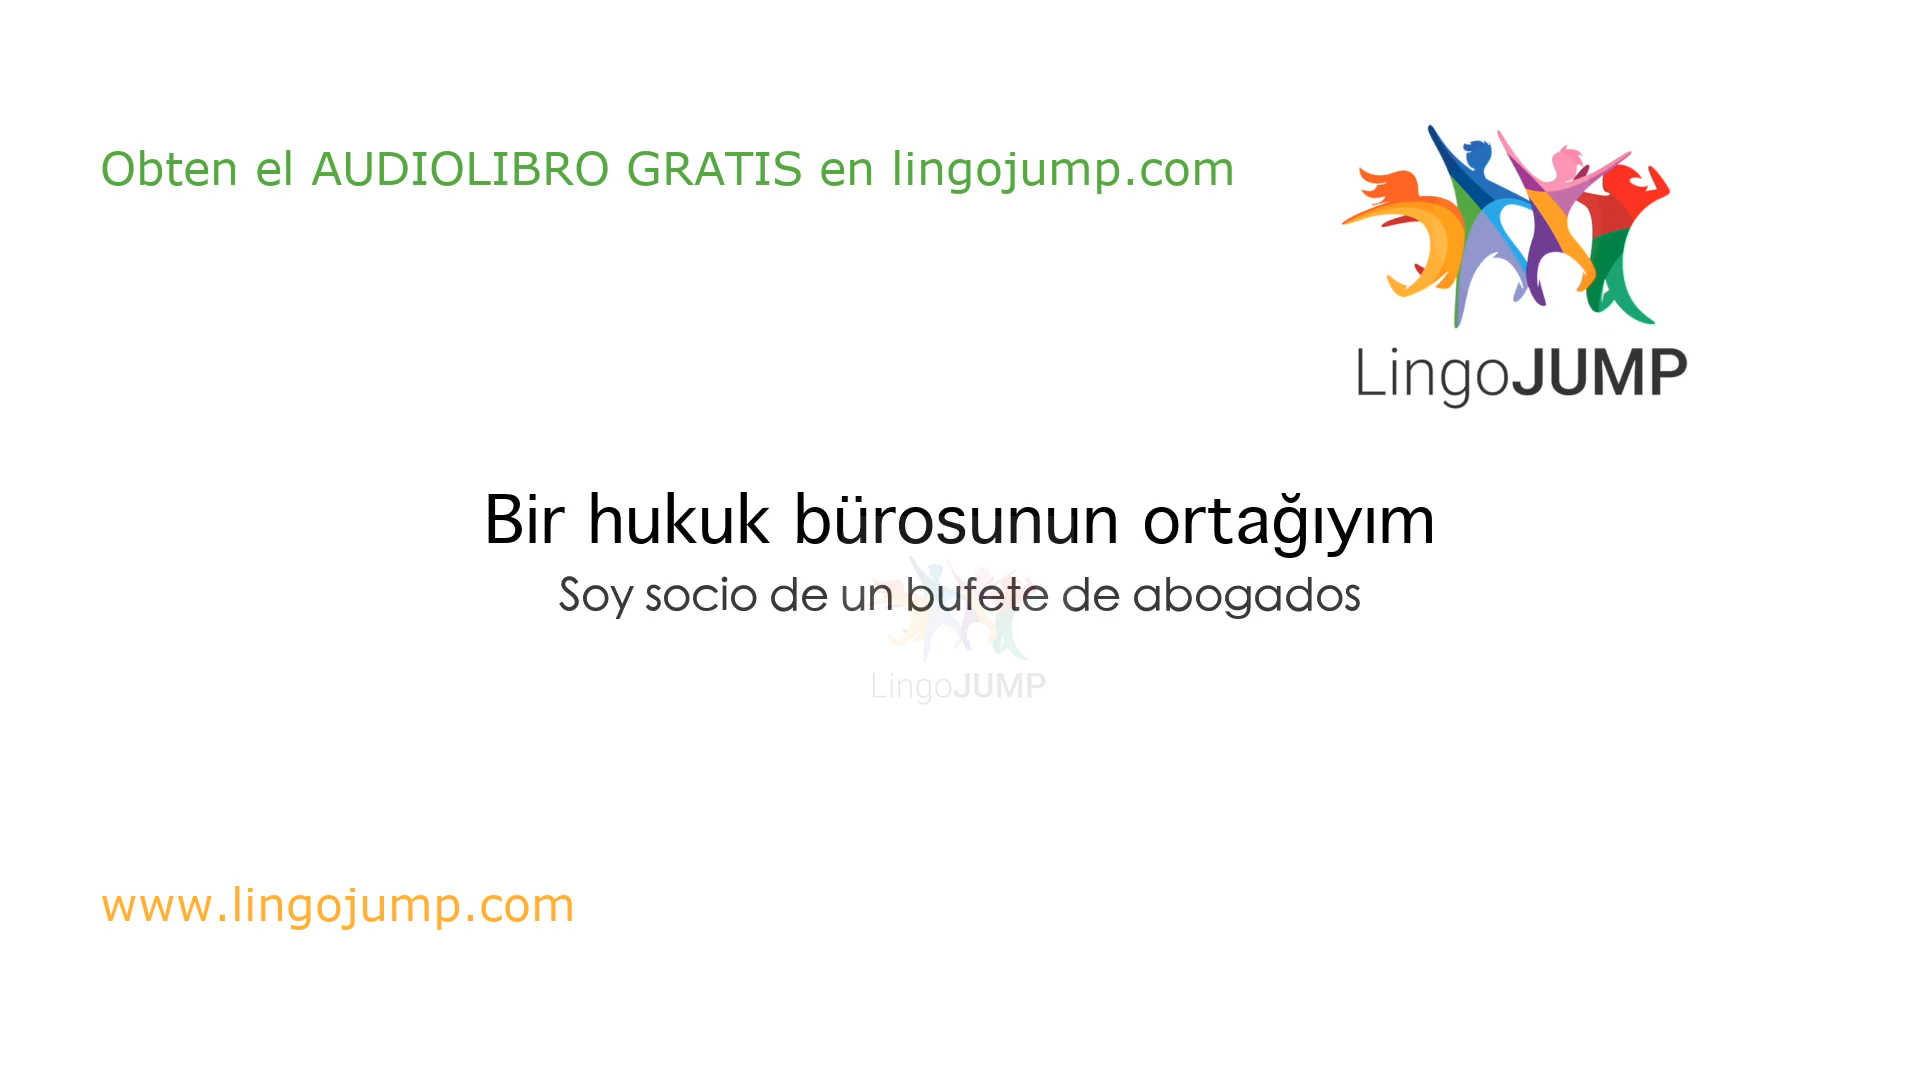 Obten el AUDIOLIBRO GRATIS en lingojump.com
LingoJUMP
Bir hukuk bürosunun ortağıyım
Soy socio de un bufete de abogados
LingoJUMP
www.lingojump.com